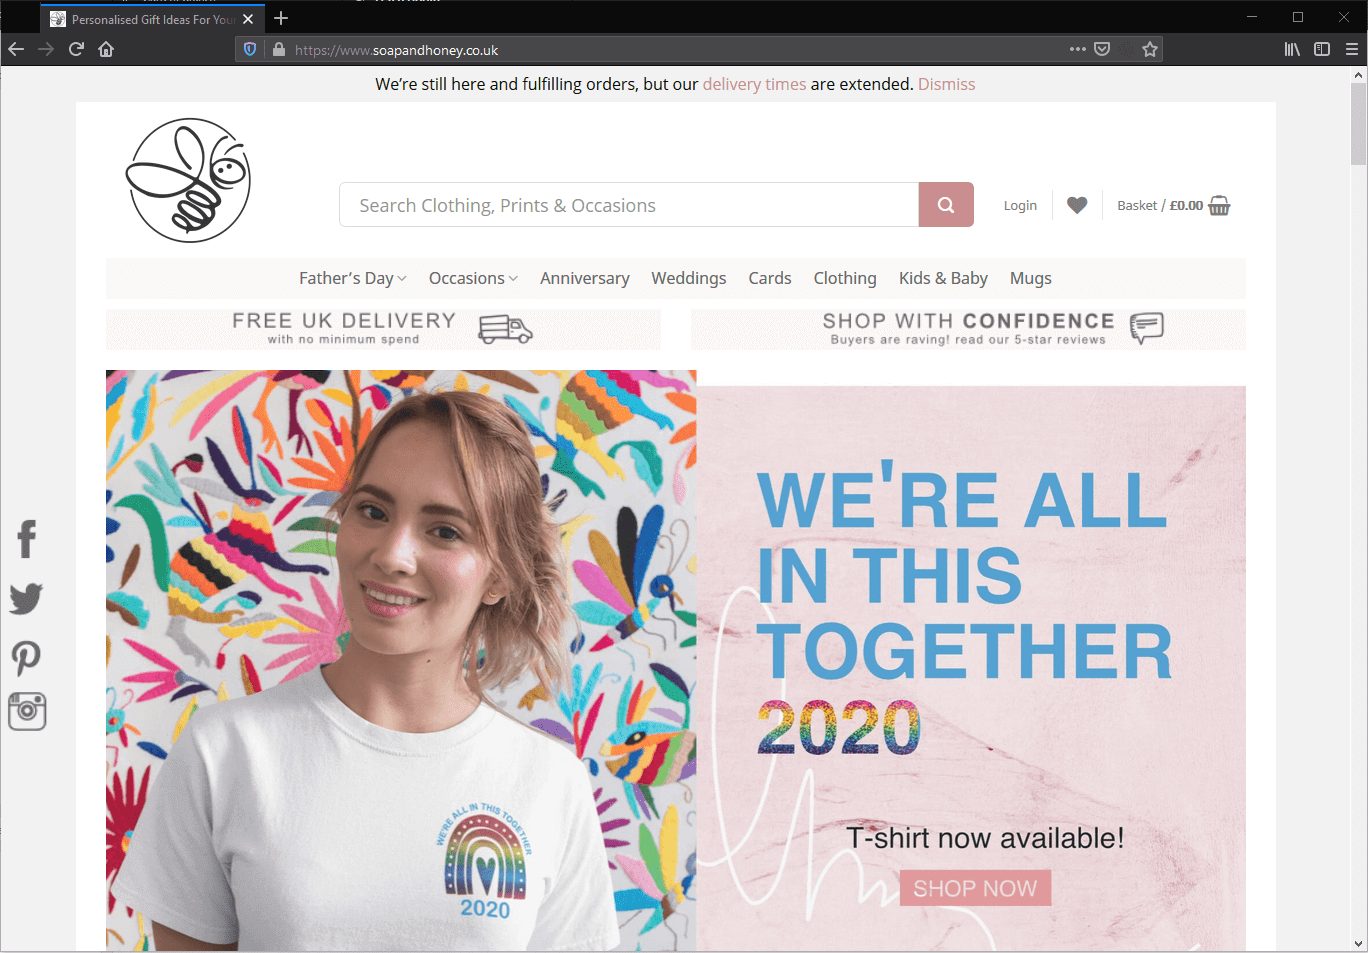 Personalised Gift Ideas For You
https://www.soapandhoney.co.uk
We're still here and fulfilling orders, but our delivery times are extended. Dismiss
Search Clothing, Prints & Occasions
Login
Basket / £0.00
Father's Day
Occasions
Anniversary
Weddings
Cards
Clothing
Kids & Baby
Mugs
FREE UK DELIVERY
with no minimum spend
SHOP WITH CONFIDENCE
Buyers are raving! read our 5-star reviews
WE'RE ALL
IN THIS
TOGETHER
2020
T-shirt now available!
SHOP NOW
WE'RE ALL IN THIS TOGETHER
2020